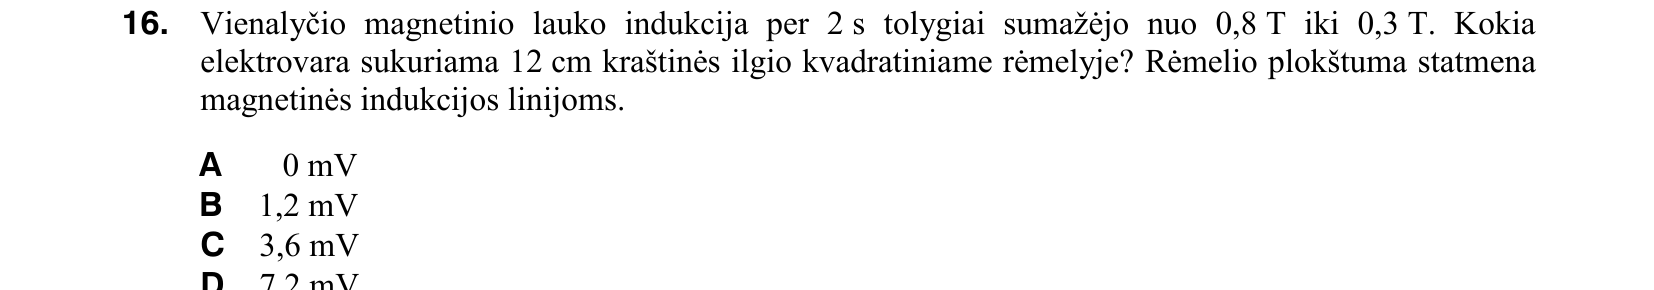 16. Vienalyčio magnetinio lauko indukcija per 2 s tolygiai sumažėjo nuo 0,8 T iki 0,3 T. Kokia
elektrovara sukuriama 12 cm kraštinės ilgio kvadratiniame rėmelyje? Rėmelio plokštuma statmena
magnetinės indukcijos linijoms.
A 0 mV
B 1,2 mV
C 3,6 mV
D 7,2 mV